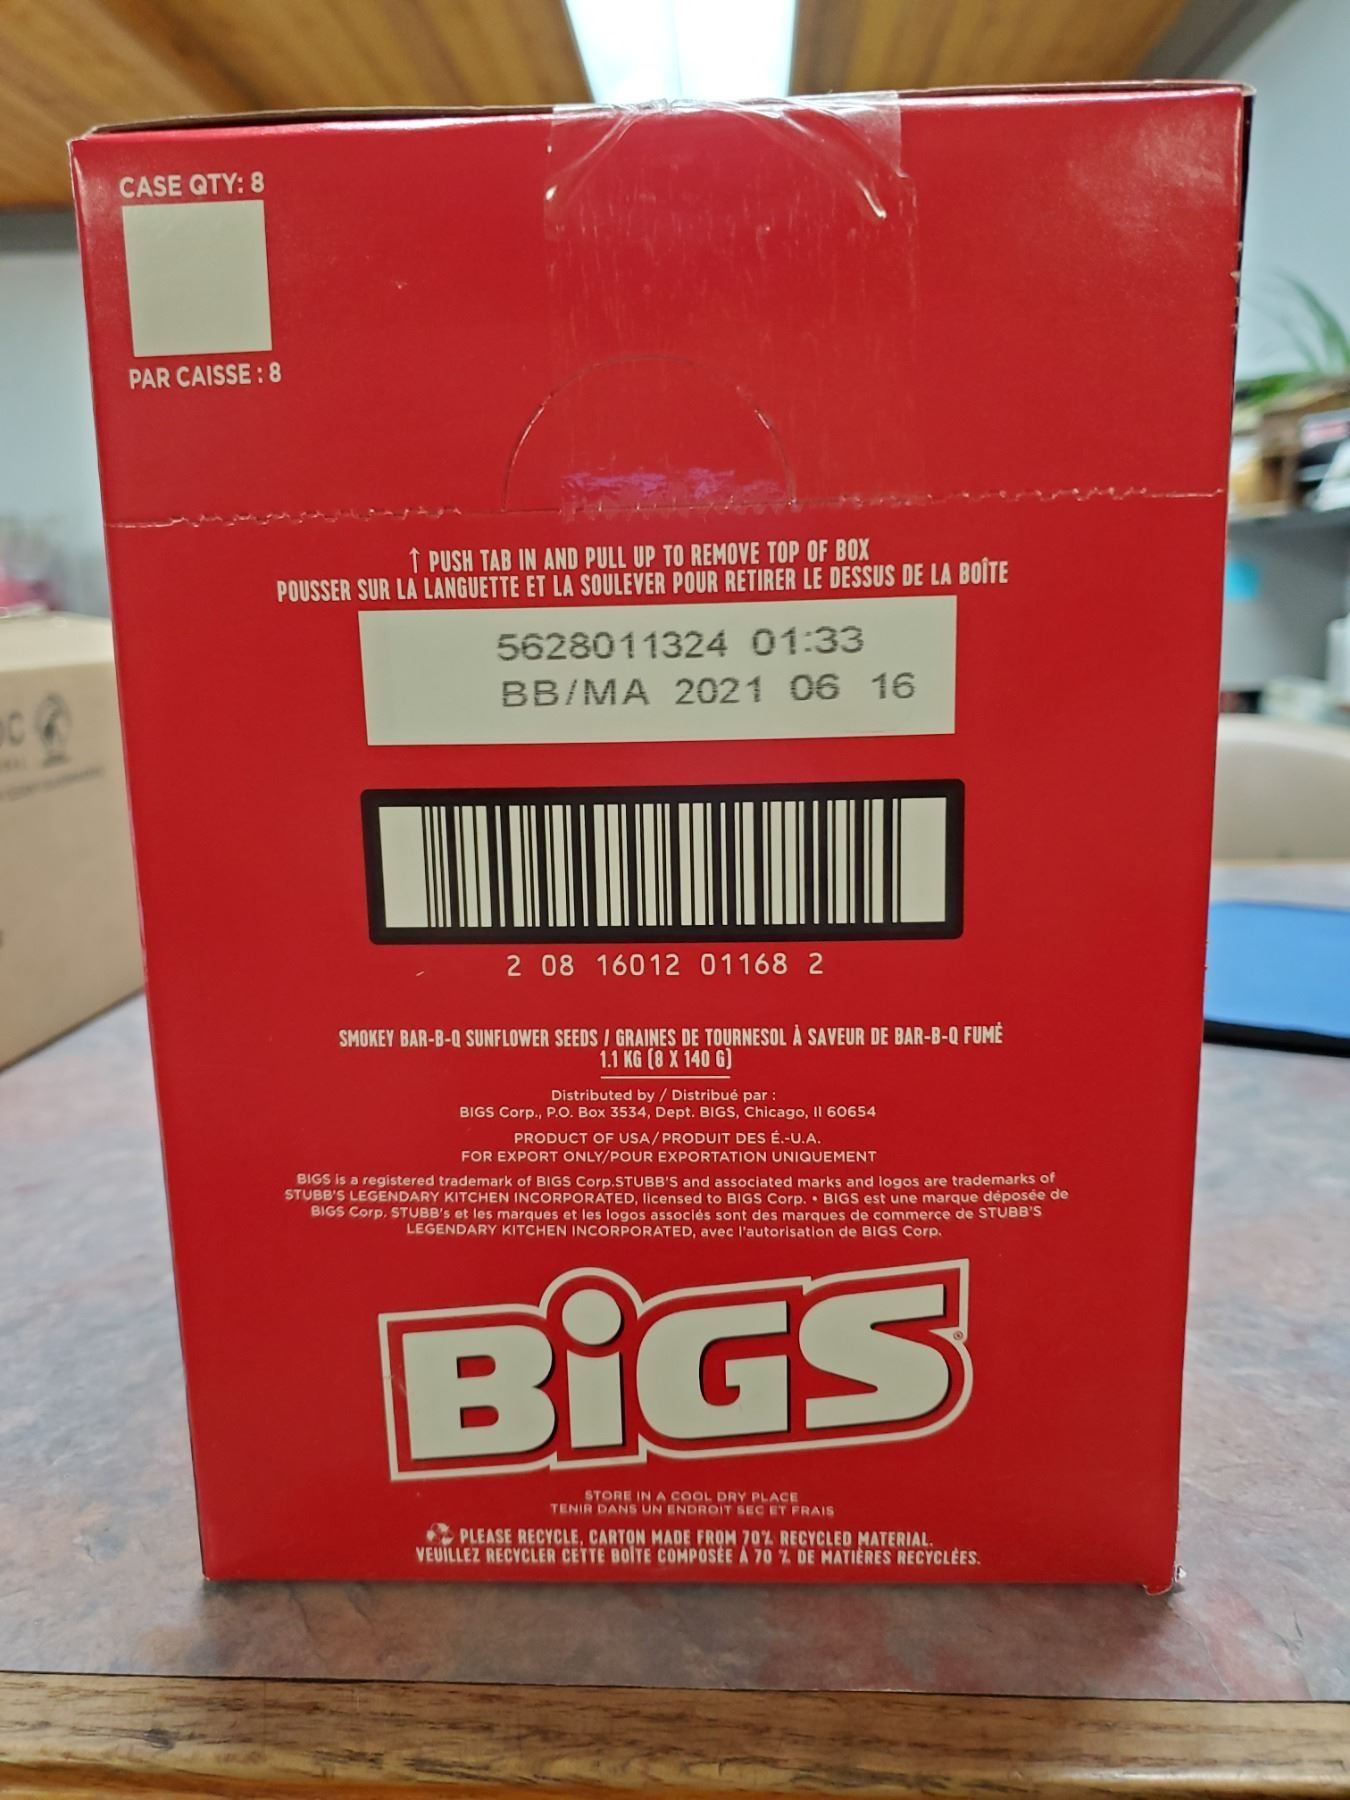 CASE QTY: 8
PAR CAISSE : 8
↑ PUSH TAB IN AND PULL UP TO REMOVE TOP OF BOX
POUSSER SUR LA LANGUETTE ET LA SOULEVER POUR RETIRER LE DESSUS DE LA BOÎTE
5628011324 01:33
BB/MA 2021 06 16
2 08 16012 01168 2
SMOKEY BAR-B-Q SUNFLOWER SEEDS / GRAINES DE TOURNESOL À SAVEUR DE BAR-B-Q FUMÉ
1.1 KG (8 X 140 G)
Distributed by / Distribué par :
BIGS Corp., P.O. Box 3534, Dept. BIGS, Chicago, Il 60654
PRODUCT OF USA/PRODUIT DES É.-U.A.
FOR EXPORT ONLY/POUR EXPORTATION UNIQUEMENT
BIGS is a registered trademark of BIGS Corp.STUBB'S and associated marks and logos are trademarks of
STUBB'S LEGENDARY KITCHEN INCORPORATED, licensed to BIGS Corp. • BIGS est une marque déposée de
BIGS Corp. STUBB's et les marques et les logos associés sont des marques de commerce de STUBB'S
LEGENDARY KITCHEN INCORPORATED, avec l'autorisation de BIGS Corp.
BiGS®
STORE IN A COOL DRY PLACE
TENIR DANS UN ENDROIT SEC ET FRAIS
PLEASE RECYCLE, CARTON MADE FROM 70% RECYCLED MATERIAL.
VEUILLEZ RECYCLER CETTE BOÎTE COMPOSÉE À 70 % DE MATIÈRES RECYCLÉES.